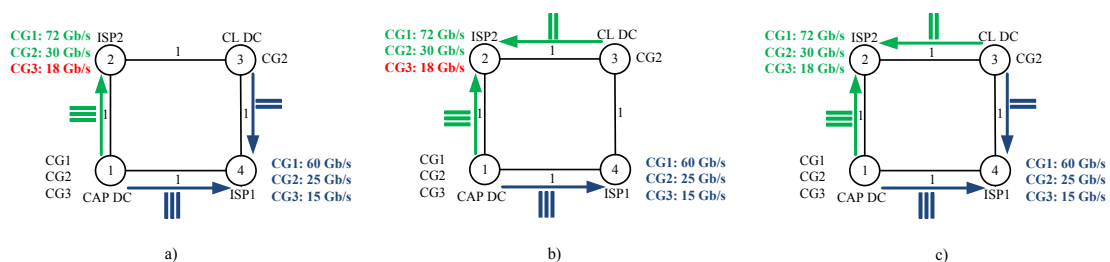 ISP2
CG1: 72 Gb/s
CG2: 30 Gb/s
CG3: 18 Gb/s
2
1
CL DC
3
CG2
1
1
CG1
CG2
CG3
1
CAP DC
1
4
ISP1
CG1: 60 Gb/s
CG2: 25 Gb/s
CG3: 15 Gb/s
a)
CG1: 72 Gb/s
CG2: 30 Gb/s
CG3: 18 Gb/s
ISP2
2
1
CL DC
3
CG2
1
1
CG1
CG2
CG3
1
CAP DC
1
4
ISP1
CG1: 60 Gb/s
CG2: 25 Gb/s
CG3: 15 Gb/s
b)
CG1: 72 Gb/s
CG2: 30 Gb/s
CG3: 18 Gb/s
ISP2
2
1
CL DC
3
CG2
1
1
CG1
CG2
CG3
1
CAP DC
1
4
ISP1
CG1: 60 Gb/s
CG2: 25 Gb/s
CG3: 15 Gb/s
c)